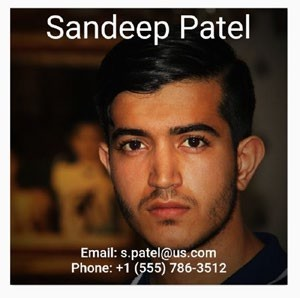 Sandeep Patel
Email: s.patel@us.com
Phone: +1 (555) 786-3512